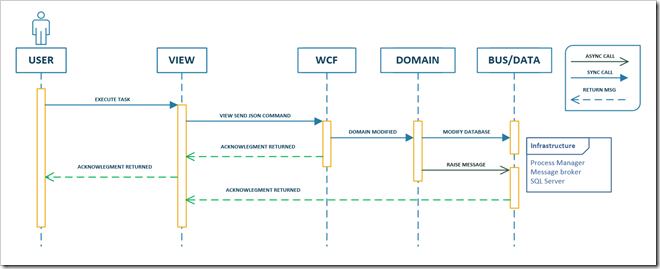 USER
VIEW
WCF
DOMAIN
BUS/DATA
ASYNC CALL
SYNC CALL
RETURN MSG
EXECUTE TASK
VIEW SEND JSON COMMAND
DOMAIN MODIFIED
MODIFY DATABASE
ACKNOWLEGMENT RETURNED
Infrastructure
Process Manager
Message broker
SQL Server
ACKNOWLEGMENT RETURNED
RAISE MESSAGE
ACKNOWLEGMENT RETURNED